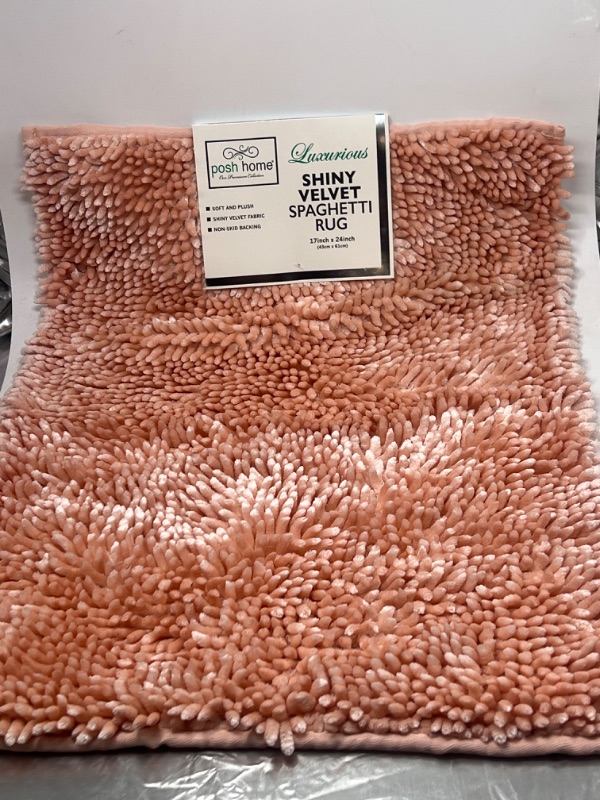 posh home®
Our Premium Collection
SOFT AND PLUSH
SHINY VELVET FABRIC
NON-SKID BACKING
Luxurious
SHINY
VELVET
SPAGHETTI
RUG
17inch x 24inch
(43cm x 61cm)